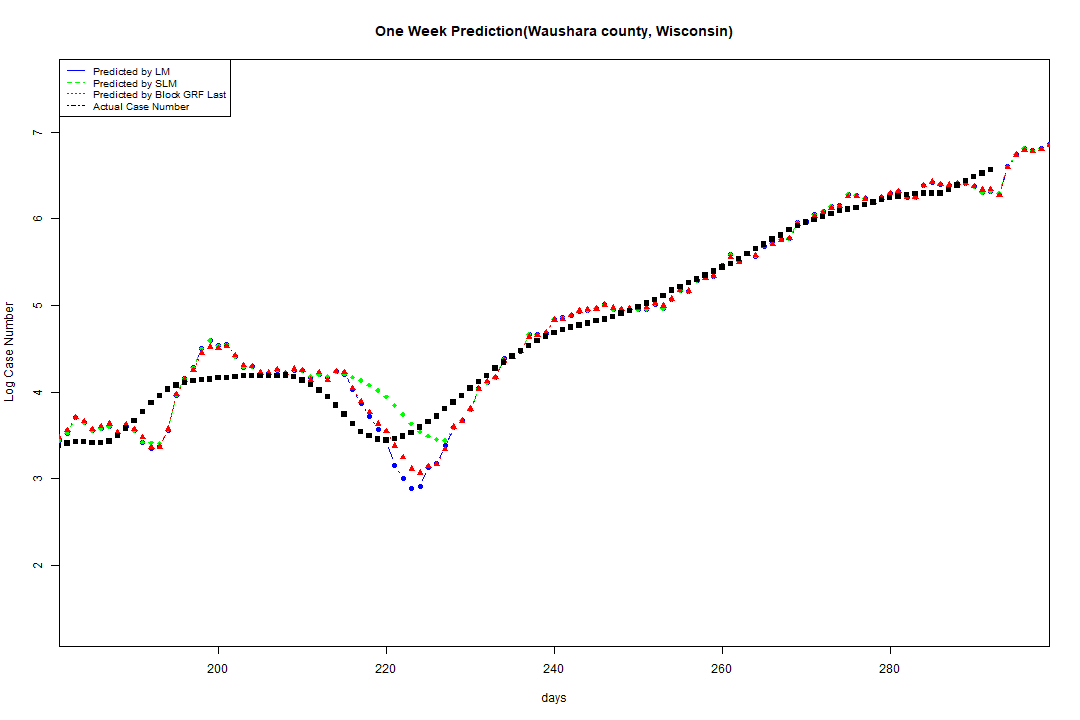 One Week Prediction(Waushara county, Wisconsin)
Predicted by LM
Predicted by SLM
Predicted by Block GRF Last
Actual Case Number
7
6
5
4
3
2
Log Case Number
200 220 240 260 280
days